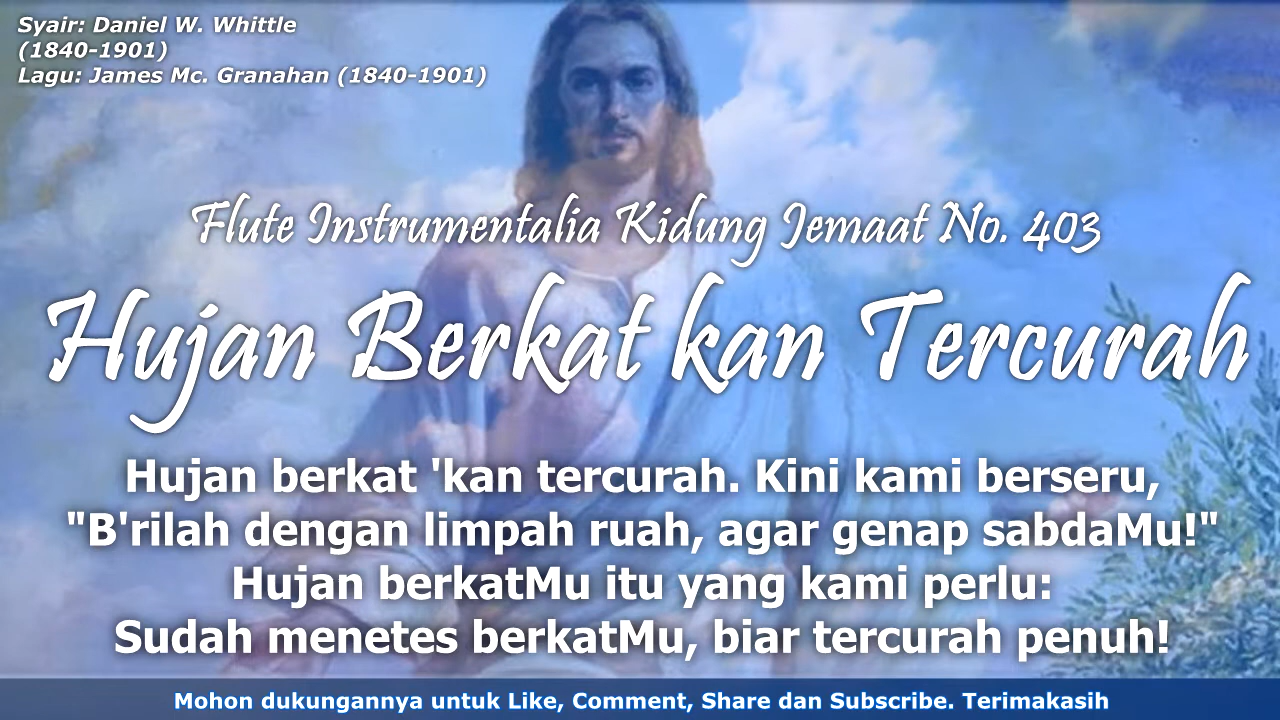 Syair: Daniel W. Whittle
(1840-1901)
Lagu: James Mc. Granahan (1840-1901)
Flute Instrumentalia Kidung Jemaat No. 403
Hujan Berkat kan Tercurah
Hujan berkat 'kan tercurah. Kini kami berseru,
"B'rilah dengan limpah ruah, agar genap sabdaMu!"
Hujan berkatMu itu yang kami perlu:
Sudah menetes berkatMu, biar tercurah penuh!
Mohon dukungannya untuk Like, Comment, Share dan Subscribe. Terimakasih